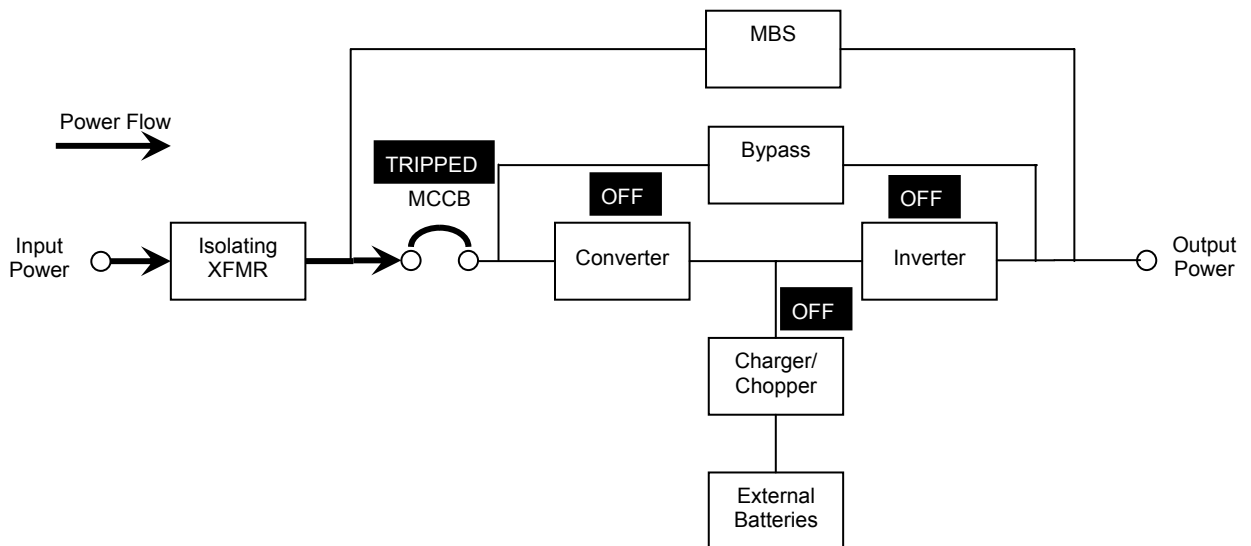 MBS
Power Flow
Bypass
TRIPPED
MCCB
OFF
OFF
Input
Power
Isolating
XFMR
Converter
Inverter
Output
Power
OFF
Charger/
Chopper
External
Batteries